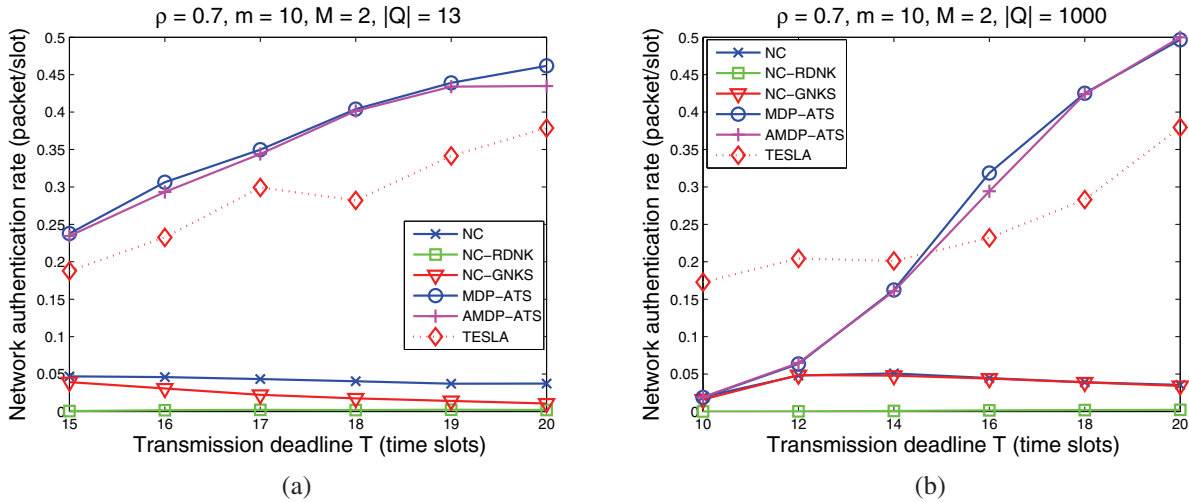 ρ = 0.7, m = 10, M = 2, |Q| = 13
Network authentication rate (packet/slot)
0.5
0.45
0.4
0.35
0.3
0.25
0.2
0.15
0.1
0.05
0
15 16 17 18 19 20
Transmission deadline T (time slots)
NC
NC−RDNK
NC−GNKS
MDP−ATS
AMDP−ATS
TESLA
(a)
ρ = 0.7, m = 10, M = 2, |Q| = 1000
Network authentication rate (packet/slot)
0.5
0.45
0.4
0.35
0.3
0.25
0.2
0.15
0.1
0.05
0
10 12 14 16 18 20
Transmission deadline T (time slots)
NC
NC−RDNK
NC−GNKS
MDP−ATS
AMDP−ATS
TESLA
(b)